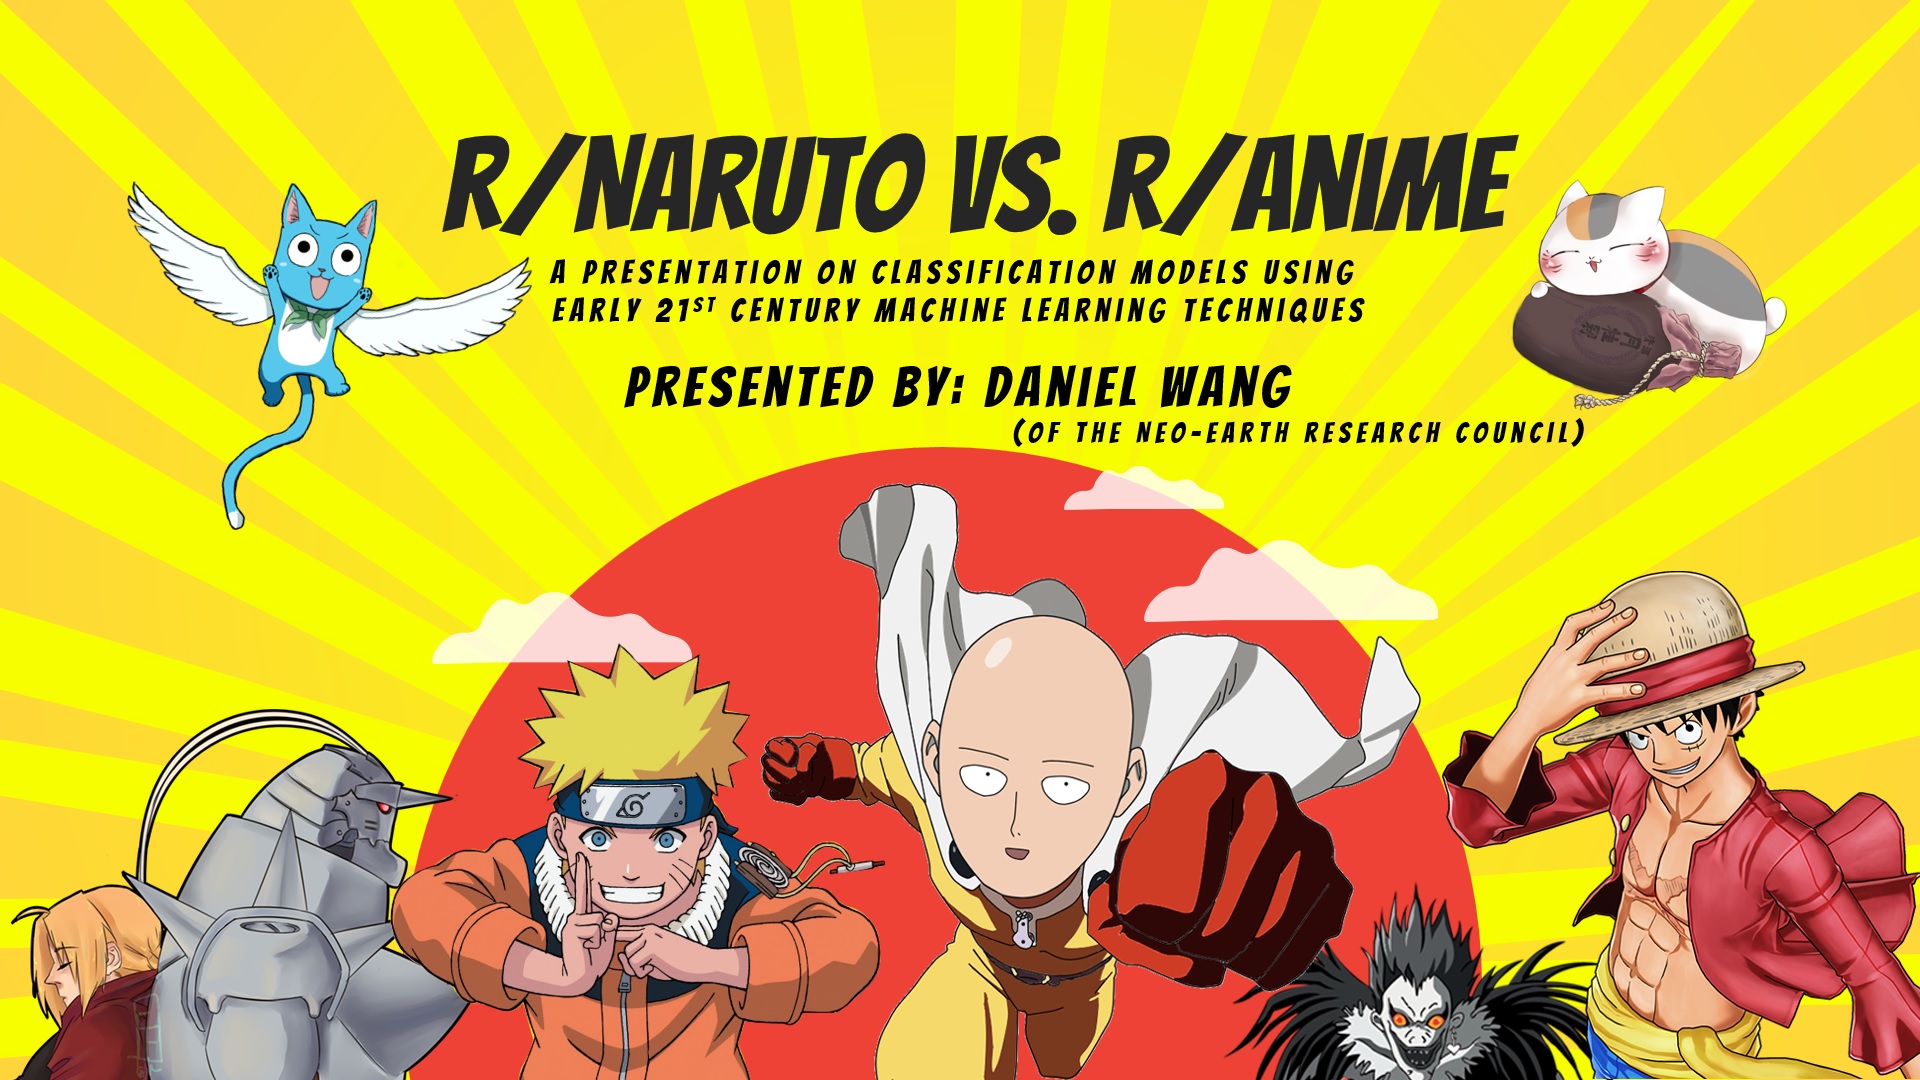 R/NARUTO VS. R/ANIME
A PRESENTATION ON CLASSIFICATION MODELS USING
EARLY 21ST CENTURY MACHINE LEARNING TECHNIQUES
PRESENTED BY: DANIEL WANG
(OF THE NEO-EARTH RESEARCH COUNCIL)